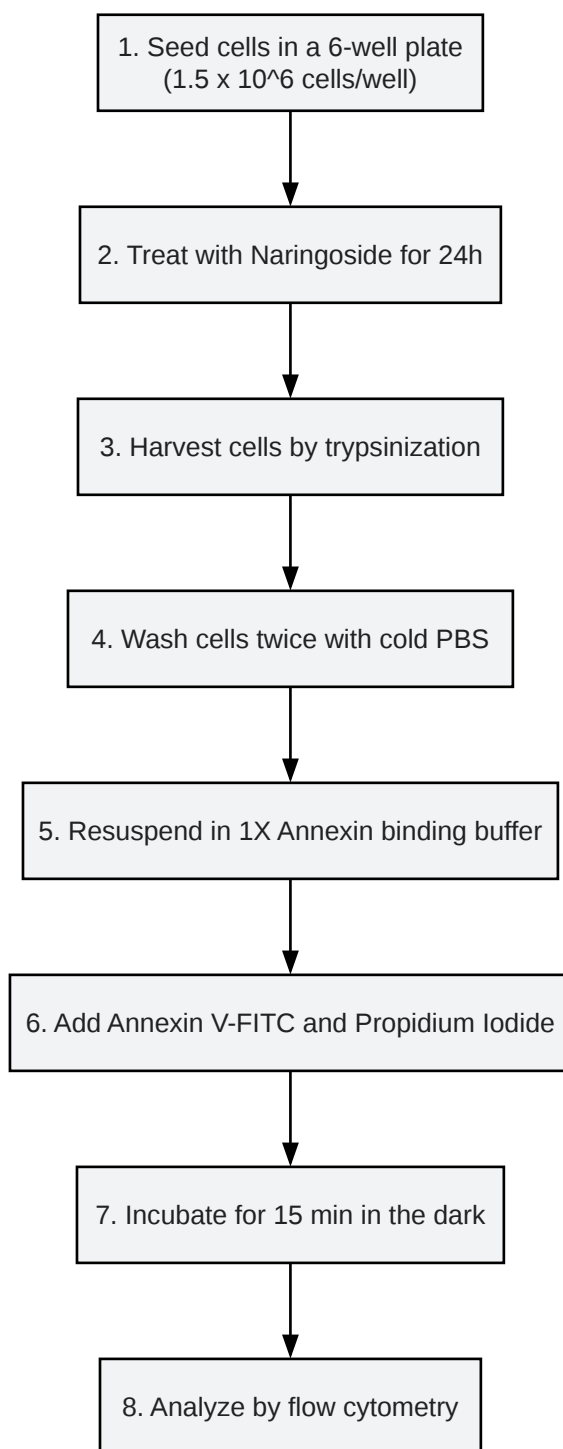 1. Seed cells in a 6-well plate
(1.5 x 10^6 cells/well)
2. Treat with Naringoside for 24h
3. Harvest cells by trypsinization
4. Wash cells twice with cold PBS
5. Resuspend in 1X Annexin binding buffer
6. Add Annexin V-FITC and Propidium Iodide
7. Incubate for 15 min in the dark
8. Analyze by flow cytometry